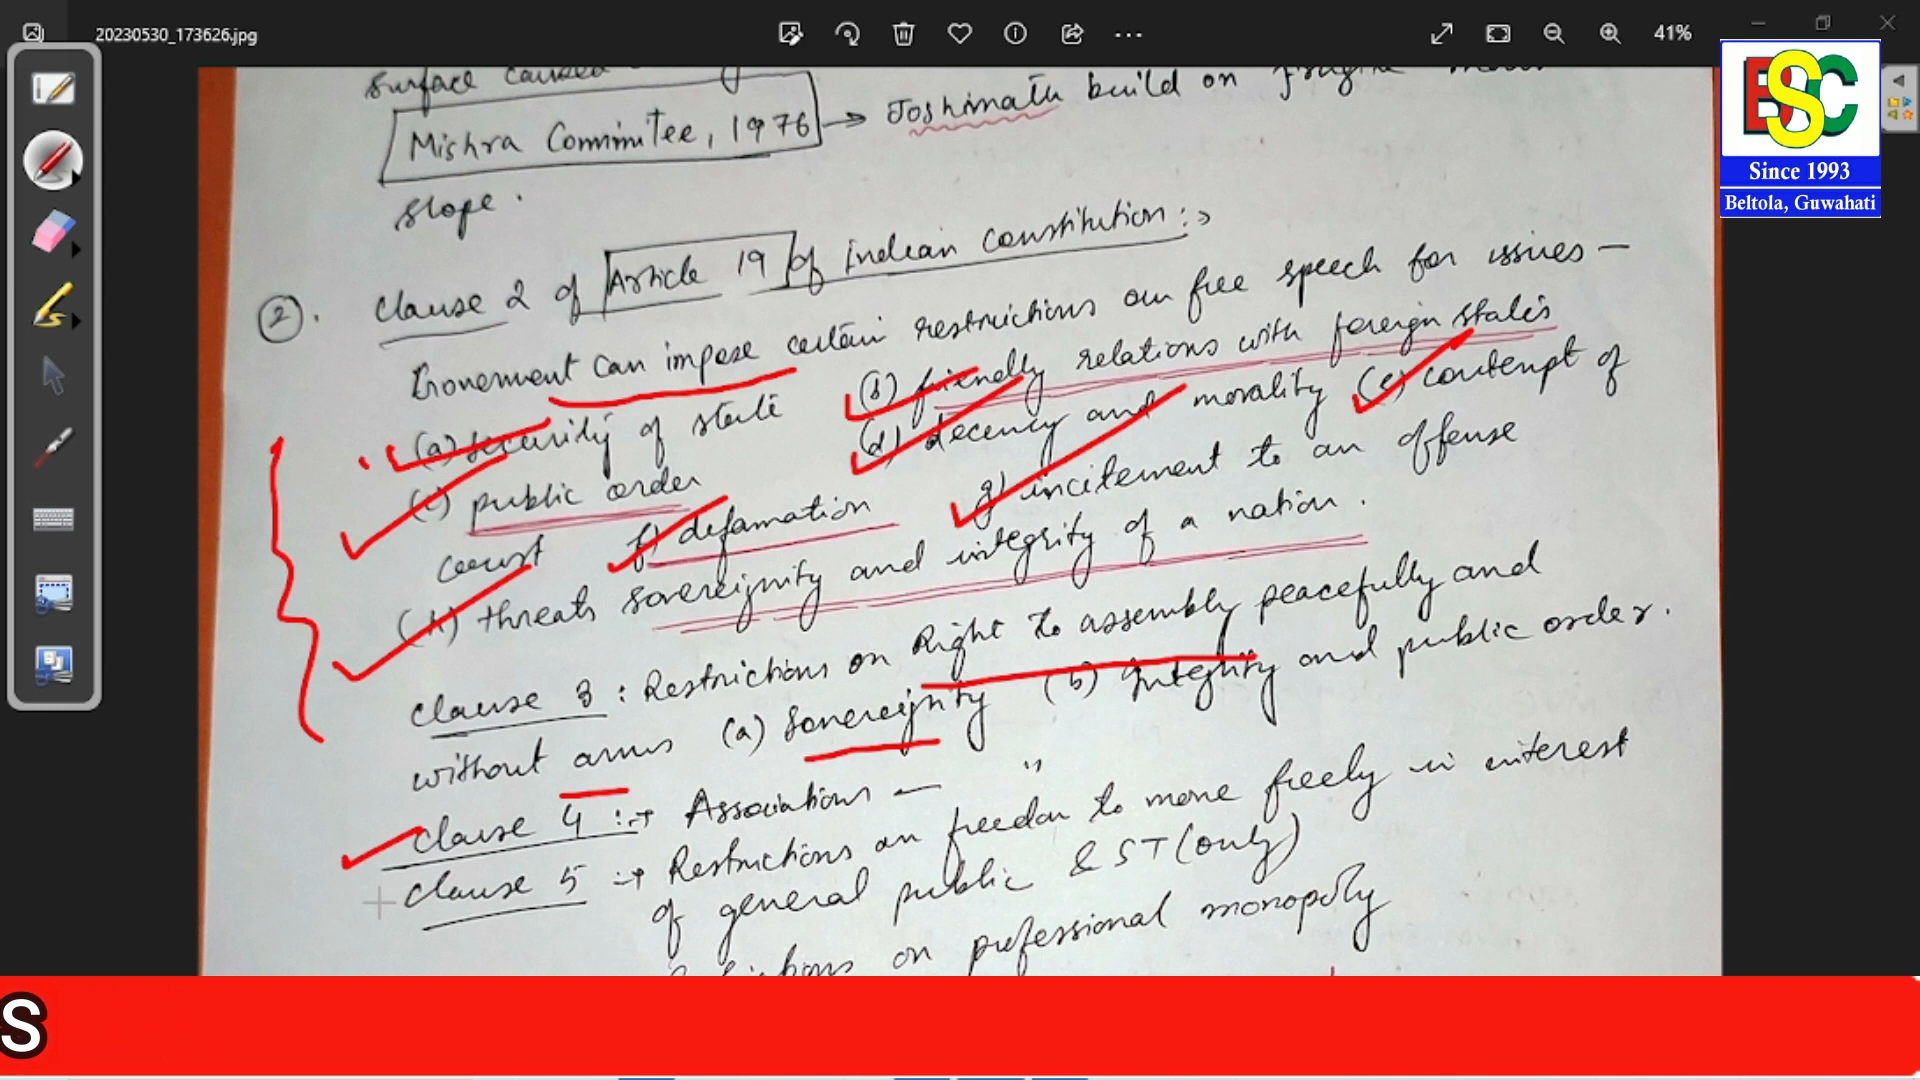 20230530_173626.jpg
41%
BSC
Since 1993
Beltola, Guwahati
surface caused
Mishra Committee, 1976 → Joshimath build on fragile
slope.
2. Clause 2 of Article 19 of Indian Constitution :→
Government can impose certain restrictions on free speech for issues –
(a) security of state (b) friendly relations with foreign states
(c) public order (d) decency and morality (e) contempt of
court f) defamation g) incitement to an offense
(h) threats sovereignity and integrity of a nation.
Clause 3 : Restrictions on Right to assembly peacefully and
without arms (a) Sovereignity (b) Integrity and public order.
Clause 4 :→ Associations — "
Clause 5 :→ Restrictions on freedom to move freely in interest
of general public & ST (only)
on professional monopoly
S